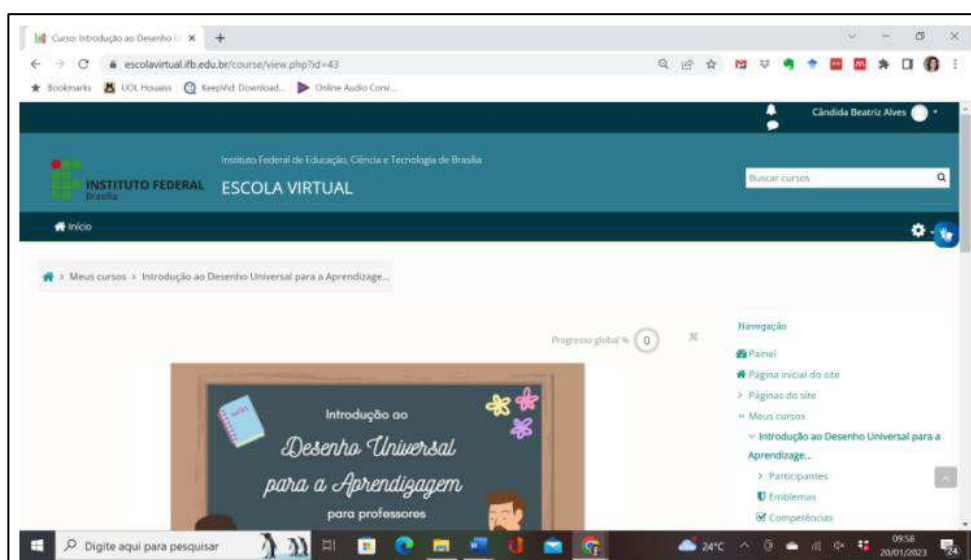 Curso: Introdução ao Desenho U
escolavirtual.ifb.edu.br/course/view.php?id=43
Bookmarks UOL Houaiss KeepVid: Download... Online Audio Conv...
Cândida Beatriz Alves
Instituto Federal de Educação, Ciência e Tecnologia de Brasília
INSTITUTO FEDERAL
Brasília
ESCOLA VIRTUAL
Buscar cursos
Início
Meus cursos > Introdução ao Desenho Universal para a Aprendizage...
Progresso global % 0
Introdução ao
Desenho Universal
para a Aprendizagem
para professores
Navegação
Painel
Página inicial do site
Páginas do site
Meus cursos
Introdução ao Desenho Universal para a
Aprendizage...
Participantes
Emblemas
Competências
Digite aqui para pesquisar
24°C
09:58
20/01/2023